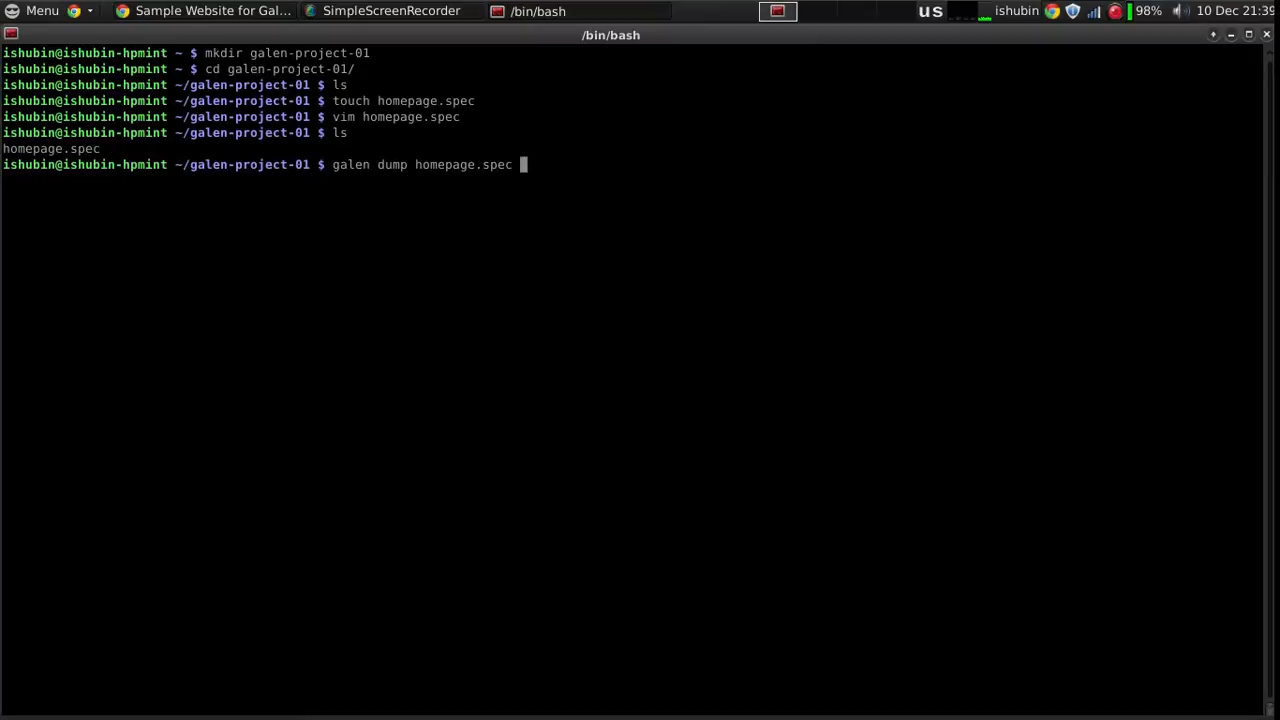 Menu Sample Website for Gal... SimpleScreenRecorder /bin/bash us ishubin 98% 10 Dec 21:39
/bin/bash
ishubin@ishubin-hpmint ~ $ mkdir galen-project-01
ishubin@ishubin-hpmint ~ $ cd galen-project-01/
ishubin@ishubin-hpmint ~/galen-project-01 $ ls
ishubin@ishubin-hpmint ~/galen-project-01 $ touch homepage.spec
ishubin@ishubin-hpmint ~/galen-project-01 $ vim homepage.spec
ishubin@ishubin-hpmint ~/galen-project-01 $ ls
homepage.spec
ishubin@ishubin-hpmint ~/galen-project-01 $ galen dump homepage.spec